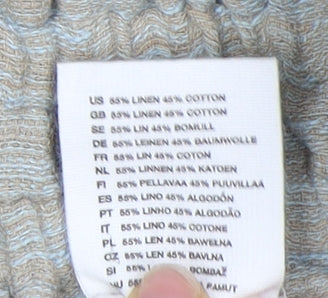 US 55% LINEN 45% COTTON
GB 55% LINEN 45% COTTON
SE 55% LIN 45% BOMULL
DE 55% LEINEN 45% BAUMWOLLE
FR 55% LIN 45% COTON
NL 55% LINNEN 45% KATOEN
FI 55% PELLAVAA 45% PUUVILLAA
ES 55% LINO 45% ALGODÓN
PT 55% LINHO 45% ALGODÃO
IT 55% LINO 45% COTONE
PL 55% LEN 45% BAWEŁNA
CZ 55% LEN 45% BAVLNA
SI 55% BOMBAŽ
PAMUT